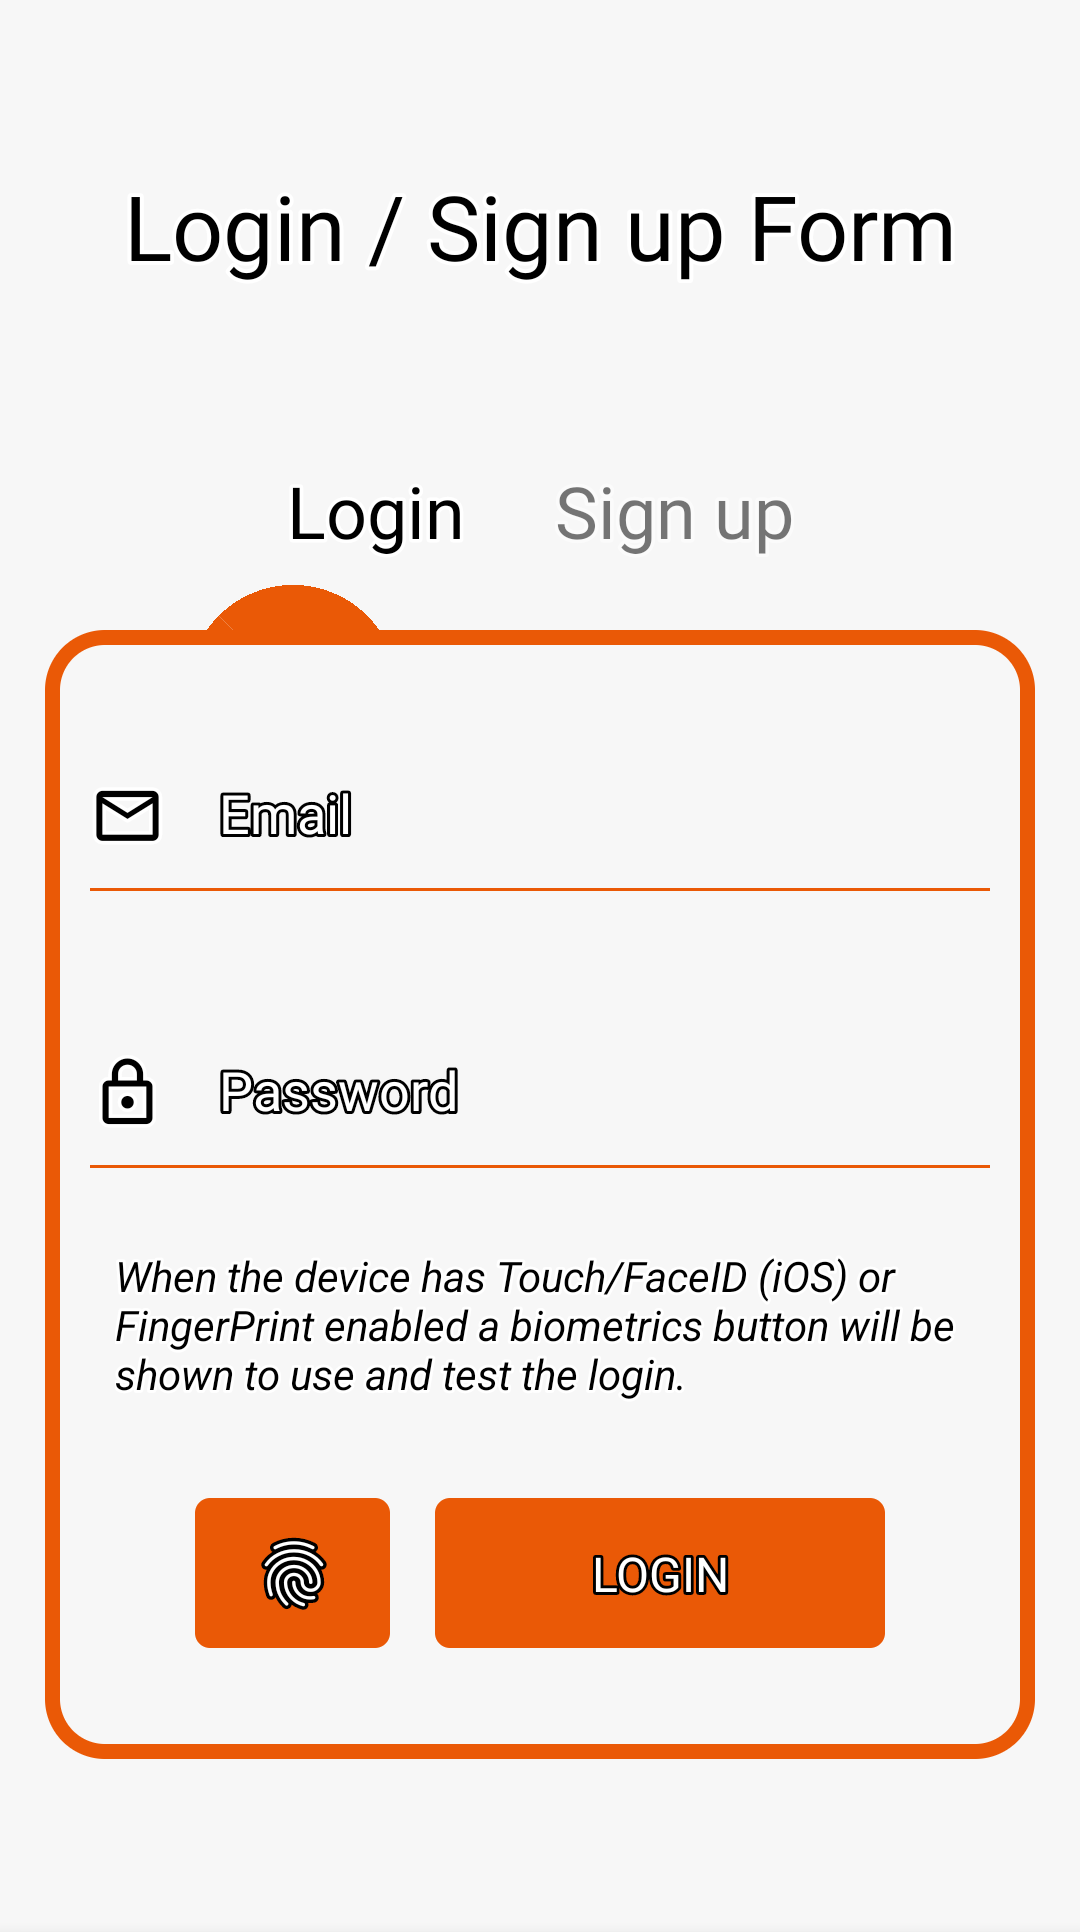 Login / Sign up Form
Login
Sign up
Email
Password
When the device has Touch/FaceID (iOS) or
FingerPrint enabled a biometrics button will be
shown to use and test the login.
LOGIN